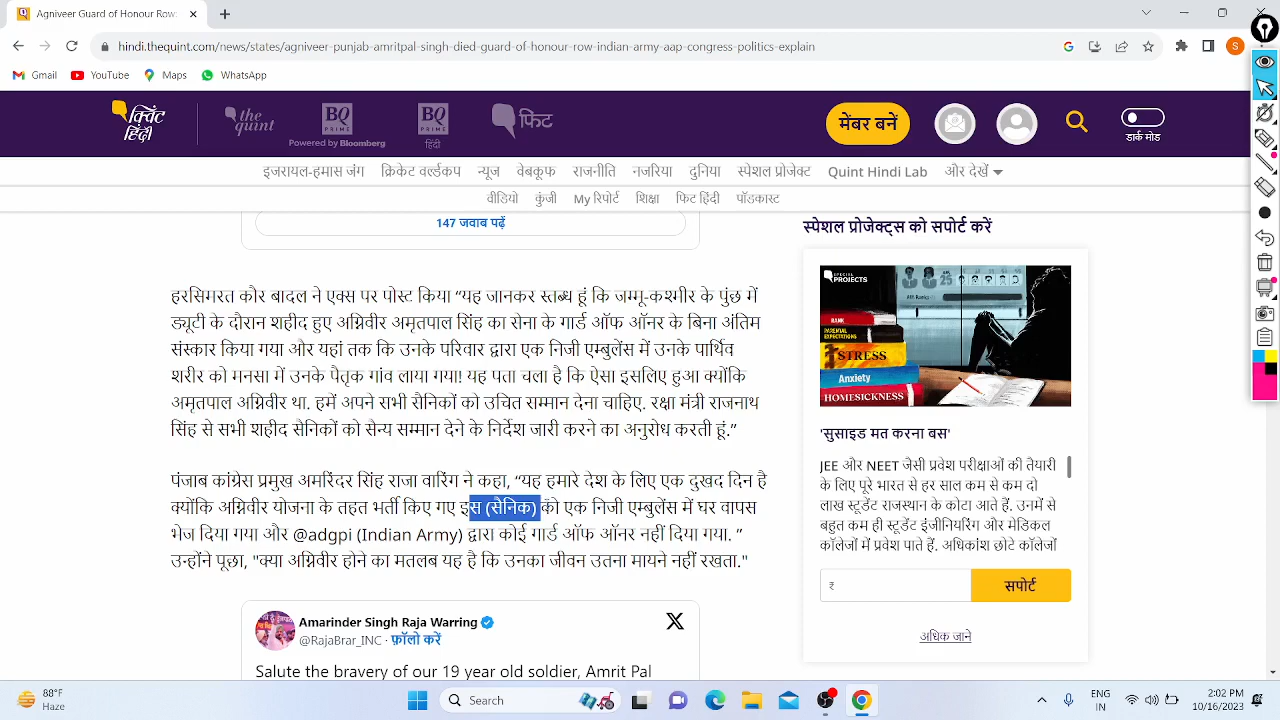 Agniver Guard of Honour Row:
hindi.thequint.com/news/states/agniveer-punjab-amritpal-singh-died-guard-of-honor-row-indian-army-aap-congress-politics-explain
Gmail YouTube Maps WhatsApp
क्विंट हिंदी the quint BQ PRIME Powered by Bloomberg BQ PRIME हिंदी फिट मेंबर बनें डार्क मोड
इजरायल-हमास जंग क्रिकेट वर्ल्डकप न्यूज वेबकूफ राजनीति नजरिया दुनिया स्पेशल प्रोजेक्ट Quint Hindi Lab और देखें
वीडियो कुंजी My रिपोर्ट शिक्षा फिट हिंदी पॉडकास्ट
147 जवाब पढ़ें
हरसिमरत कौर बादल ने एक्स पर पोस्ट किया “यह जानकर स्तब्ध हूं कि जम्मू-कश्मीर के पुंछ में
ड्यूटी के दौरान शहीद हुए अग्निवीर अमृतपाल सिंह का सेना के गार्ड ऑफ-ऑनर के बिना अंतिम
संस्कार किया गया और यहां तक कि उनके परिवार द्वारा एक निजी एम्बुलेंस में उनके पार्थिव
शरीर को मनसा में उनके पैतृक गांव लाया गया! यह पता चला है कि ऐसा इसलिए हुआ क्योंकि
अमृतपाल अग्निवीर था. हमें अपने सभी सैनिकों को उचित सम्मान देना चाहिए. रक्षा मंत्री राजनाथ
सिंह से सभी शहीद सैनिकों को सैन्य सम्मान देने के निर्देश जारी करने का अनुरोध करती हूं.”
पंजाब कांग्रेस प्रमुख अमरिंदर सिंह राजा वारिंग ने कहा, “यह हमारे देश के लिए एक दुखद दिन है
क्योंकि अग्निवीर योजना के तहत भर्ती किए गए इस (सैनिक) को एक निजी एम्बुलेंस में घर वापस
भेज दिया गया और @adgpi (Indian Army) द्वारा कोई गार्ड ऑफ ऑनर नहीं दिया गया. ”
उन्होंने पूछा, "क्या अग्निवीर होने का मतलब यह है कि उनका जीवन उतना मायने नहीं रखता."
Amarinder Singh Raja Warring
@RajaBrar_INC · फ़ॉलो करें
Salute the bravery of our 19 year old soldier, Amrit Pal
स्पेशल प्रोजेक्ट्स को सपोर्ट करें
SPECIAL PROJECTS
BANK
PARENTAL EXPECTATIONS
STRESS
Anxiety
HOMESICKNESS
'सुसाइड मत करना बस'
JEE और NEET जैसी प्रवेश परीक्षाओं की तैयारी
के लिए पूरे भारत से हर साल कम से कम दो
लाख स्टूडेंट राजस्थान के कोटा आते हैं. उनमें से
बहुत कम ही स्टूडेंट इंजीनियरिंग और मेडिकल
कॉलेजों में प्रवेश पाते हैं. अधिकांश छोटे कॉलेजों
₹ सपोर्ट
अधिक जाने
88°F
Haze
Search
ENG
IN
2:02 PM
10/16/2023